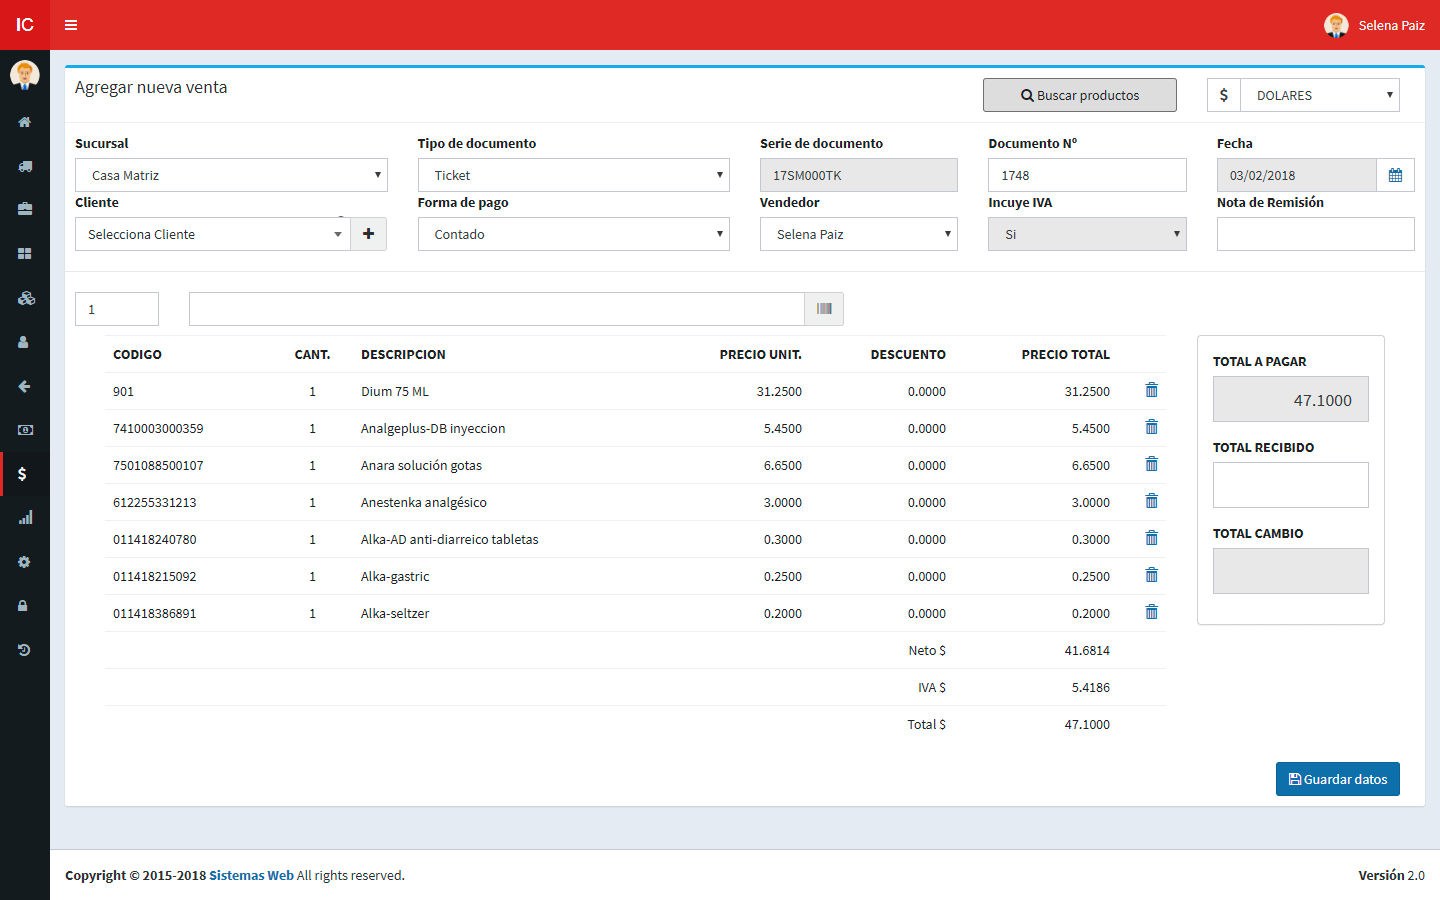 IC
Selena Paiz
Agregar nueva venta
Buscar productos
$ DOLARES
Sucursal Tipo de documento Serie de documento Documento Nº Fecha
Casa Matriz Ticket 17SM000TK 1748 03/02/2018
Cliente Forma de pago Vendedor Incuye IVA Nota de Remisión
Selecciona Cliente Contado Selena Paiz Si
1
CODIGO CANT. DESCRIPCION PRECIO UNIT. DESCUENTO PRECIO TOTAL
901 1 Dium 75 ML 31.2500 0.0000 31.2500
7410003000359 1 Analgeplus-DB inyeccion 5.4500 0.0000 5.4500
7501088500107 1 Anara solución gotas 6.6500 0.0000 6.6500
612255331213 1 Anestenka analgésico 3.0000 0.0000 3.0000
011418240780 1 Alka-AD anti-diarreico tabletas 0.3000 0.0000 0.3000
011418215092 1 Alka-gastric 0.2500 0.0000 0.2500
011418386891 1 Alka-seltzer 0.2000 0.0000 0.2000
Neto $ 41.6814
IVA $ 5.4186
Total $ 47.1000
TOTAL A PAGAR
47.1000
TOTAL RECIBIDO
TOTAL CAMBIO
Guardar datos
Copyright © 2015-2018 Sistemas Web All rights reserved.
Versión 2.0